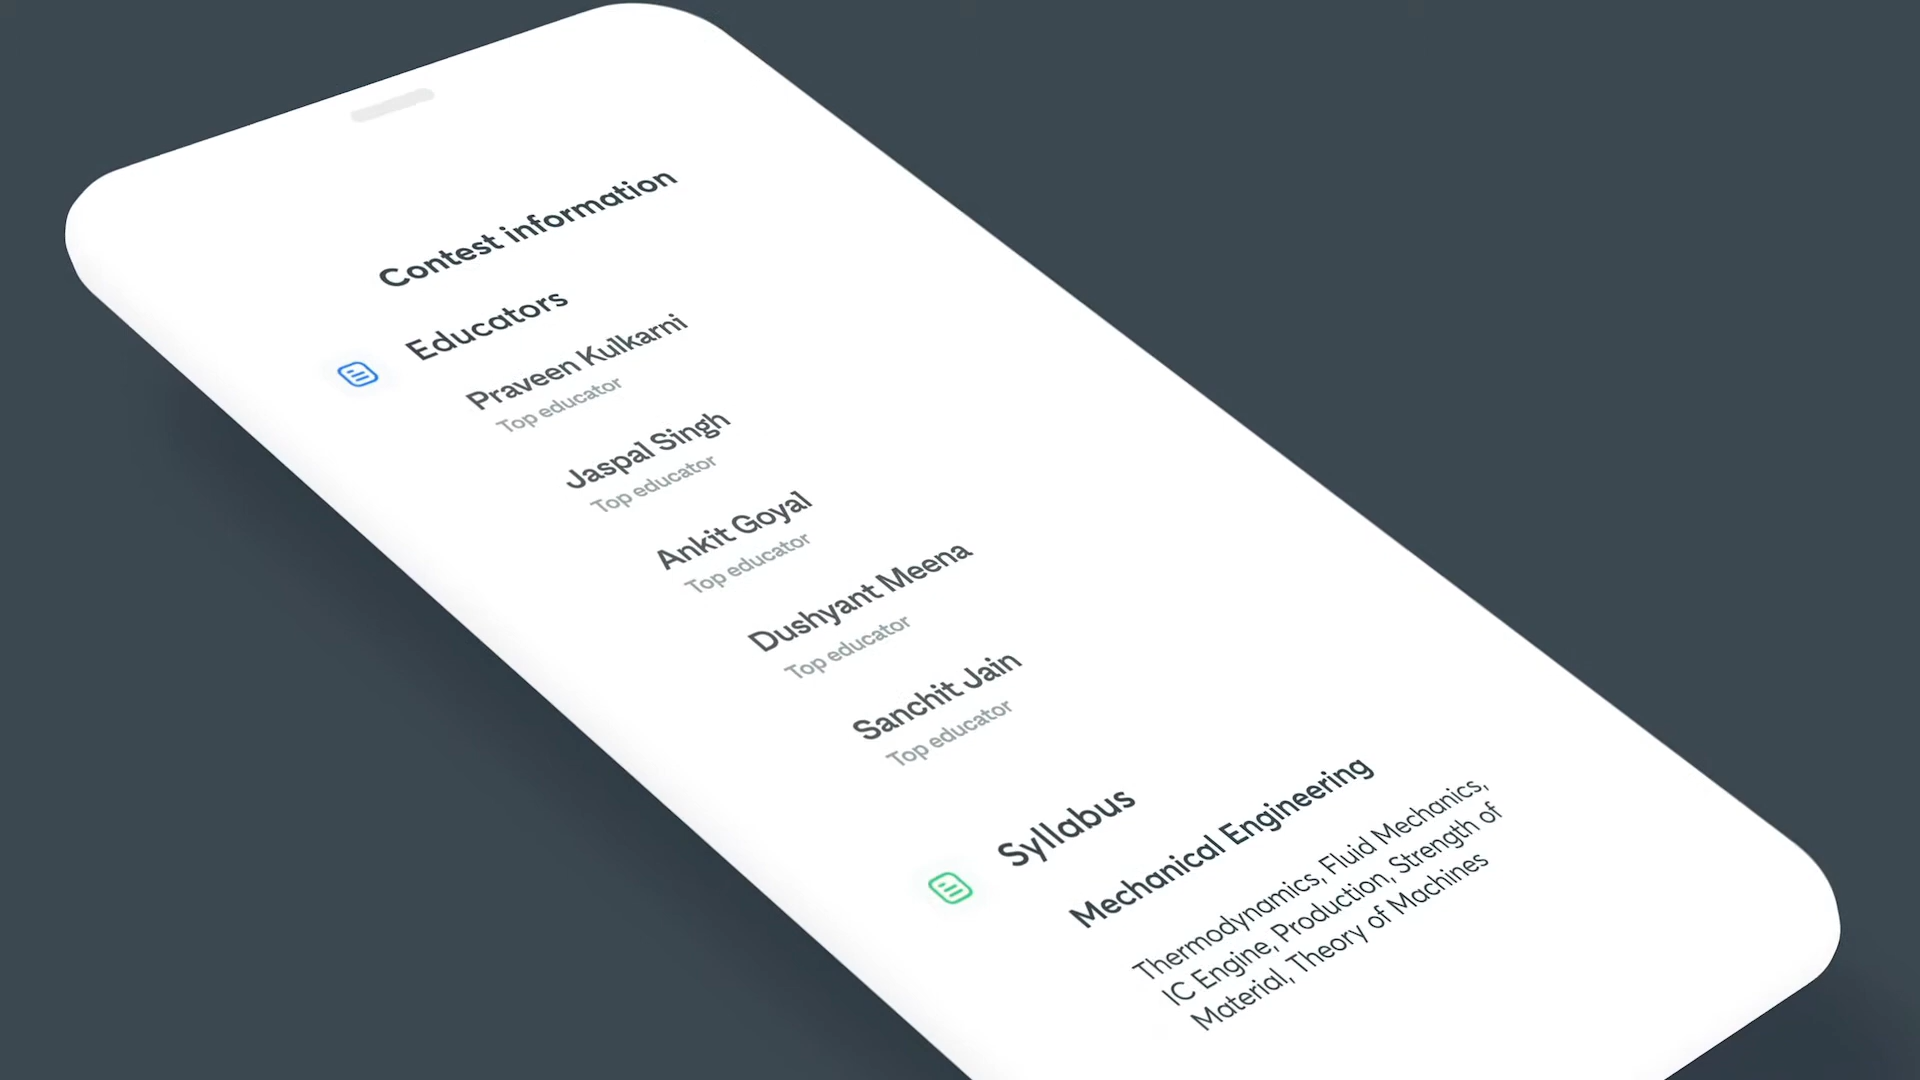 Contest information
Educators
Praveen Kulkarni
Top educator
Jaspal Singh
Top educator
Ankit Goyal
Top educator
Dushyant Meena
Top educator
Sanchit Jain
Top educator
Syllabus
Mechanical Engineering
Thermodynamics, Fluid Mechanics,
IC Engine, Production, Strength of
Material, Theory of Machines